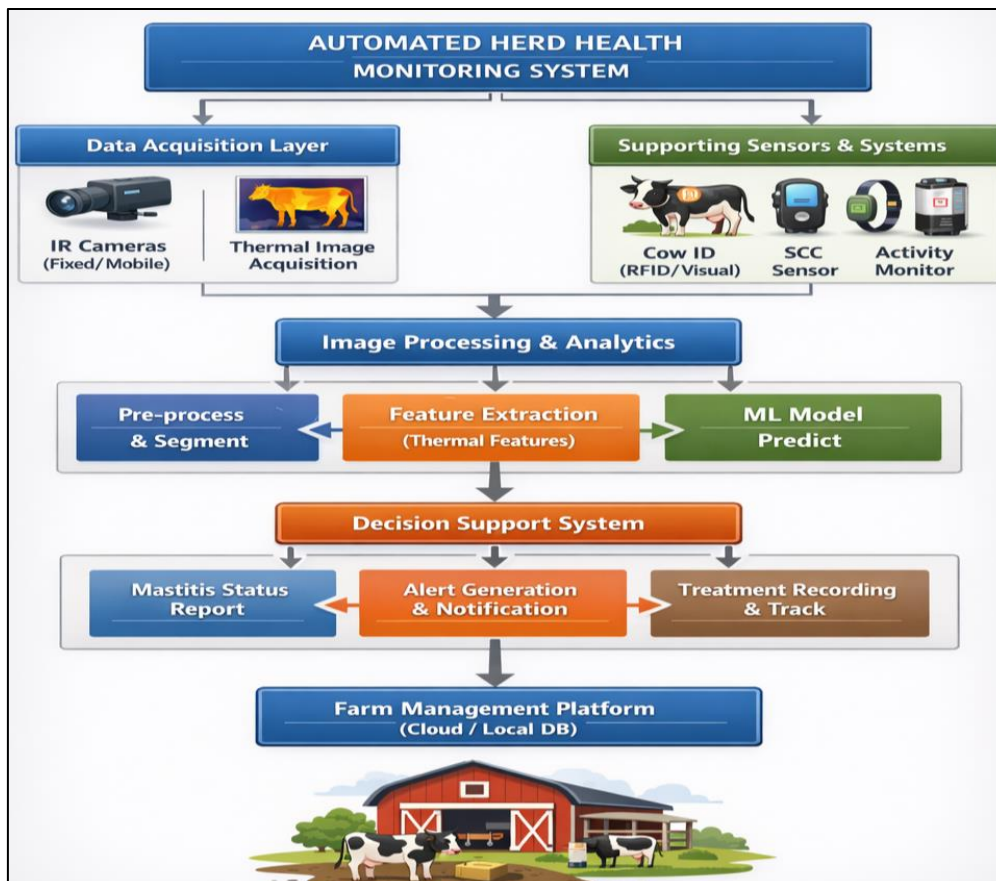 AUTOMATED HERD HEALTH
MONITORING SYSTEM
Data Acquisition Layer
IR Cameras
(Fixed/Mobile)
Thermal Image
Acquisition
Supporting Sensors & Systems
Cow ID
(RFID/Visual)
SCC
Sensor
Activity
Monitor
Image Processing & Analytics
Pre-process
& Segment
Feature Extraction
(Thermal Features)
ML Model
Predict
Decision Support System
Mastitis Status
Report
Alert Generation
& Notification
Treatment Recording
& Track
Farm Management Platform
(Cloud / Local DB)